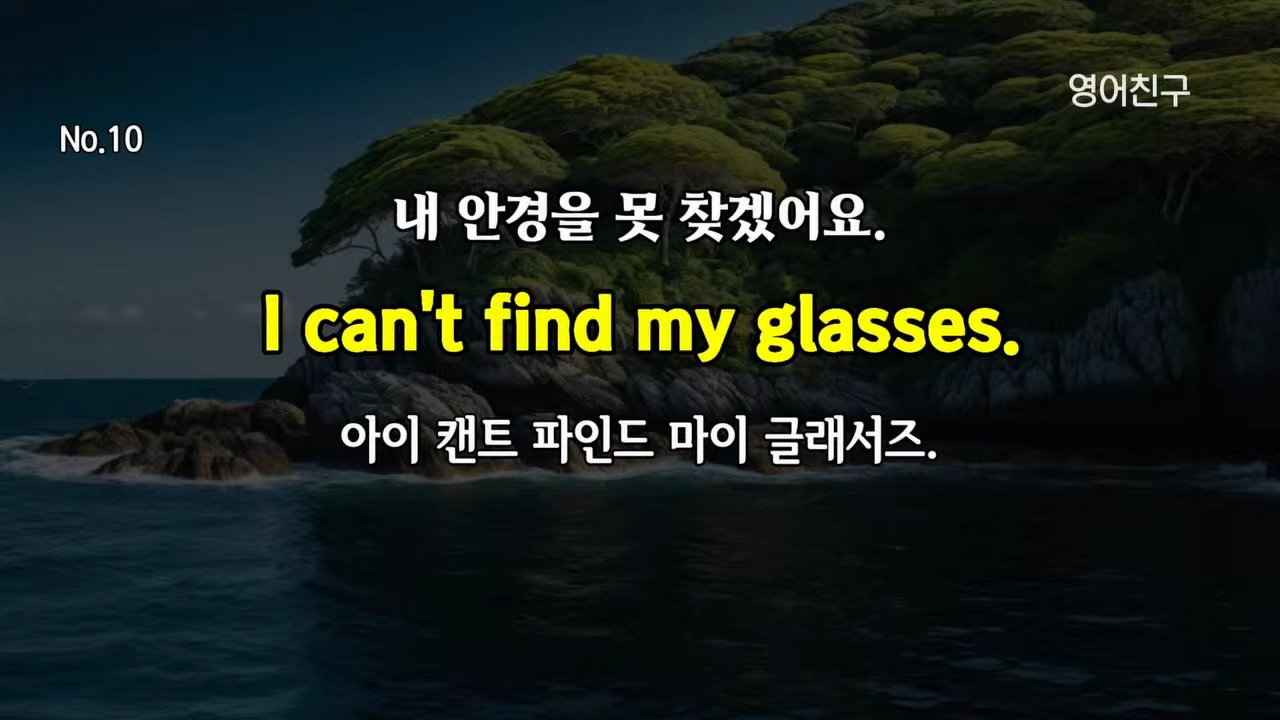 영어친구
No.10
내 안경을 못 찾겠어요.
I can't find my glasses.
아이 캔트 파인드 마이 글래서즈.